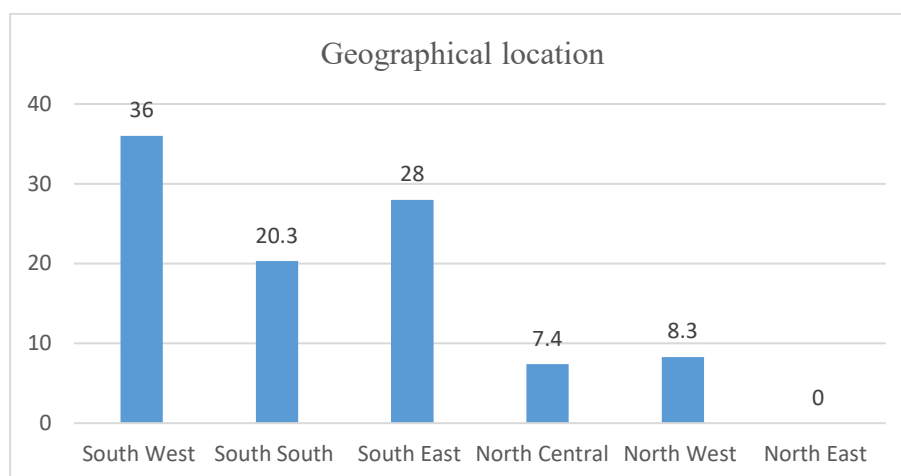 Geographical location
40
30
20
10
0
36
20.3
28
7.4
8.3
0
South West
South South
South East
North Central
North West
North East